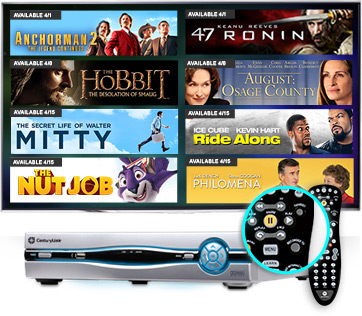 AVAILABLE 4/1
ANCHORMAN 2
THE LEGEND CONTINUES
AVAILABLE 4/1
KEANU REEVES
47 RONIN
AVAILABLE 4/8
THE HOBBIT
THE DESOLATION OF SMAUG
AVAILABLE 4/8
AUGUST:
OSAGE COUNTY
AVAILABLE 4/15
THE SECRET LIFE OF WALTER
MITTY
AVAILABLE 4/15
ICE CUBE KEVIN HART
Ride Along
AVAILABLE 4/15
THE NUT JOB
AVAILABLE 4/15
PHILOMENA
CenturyLink
MENU
LEARN